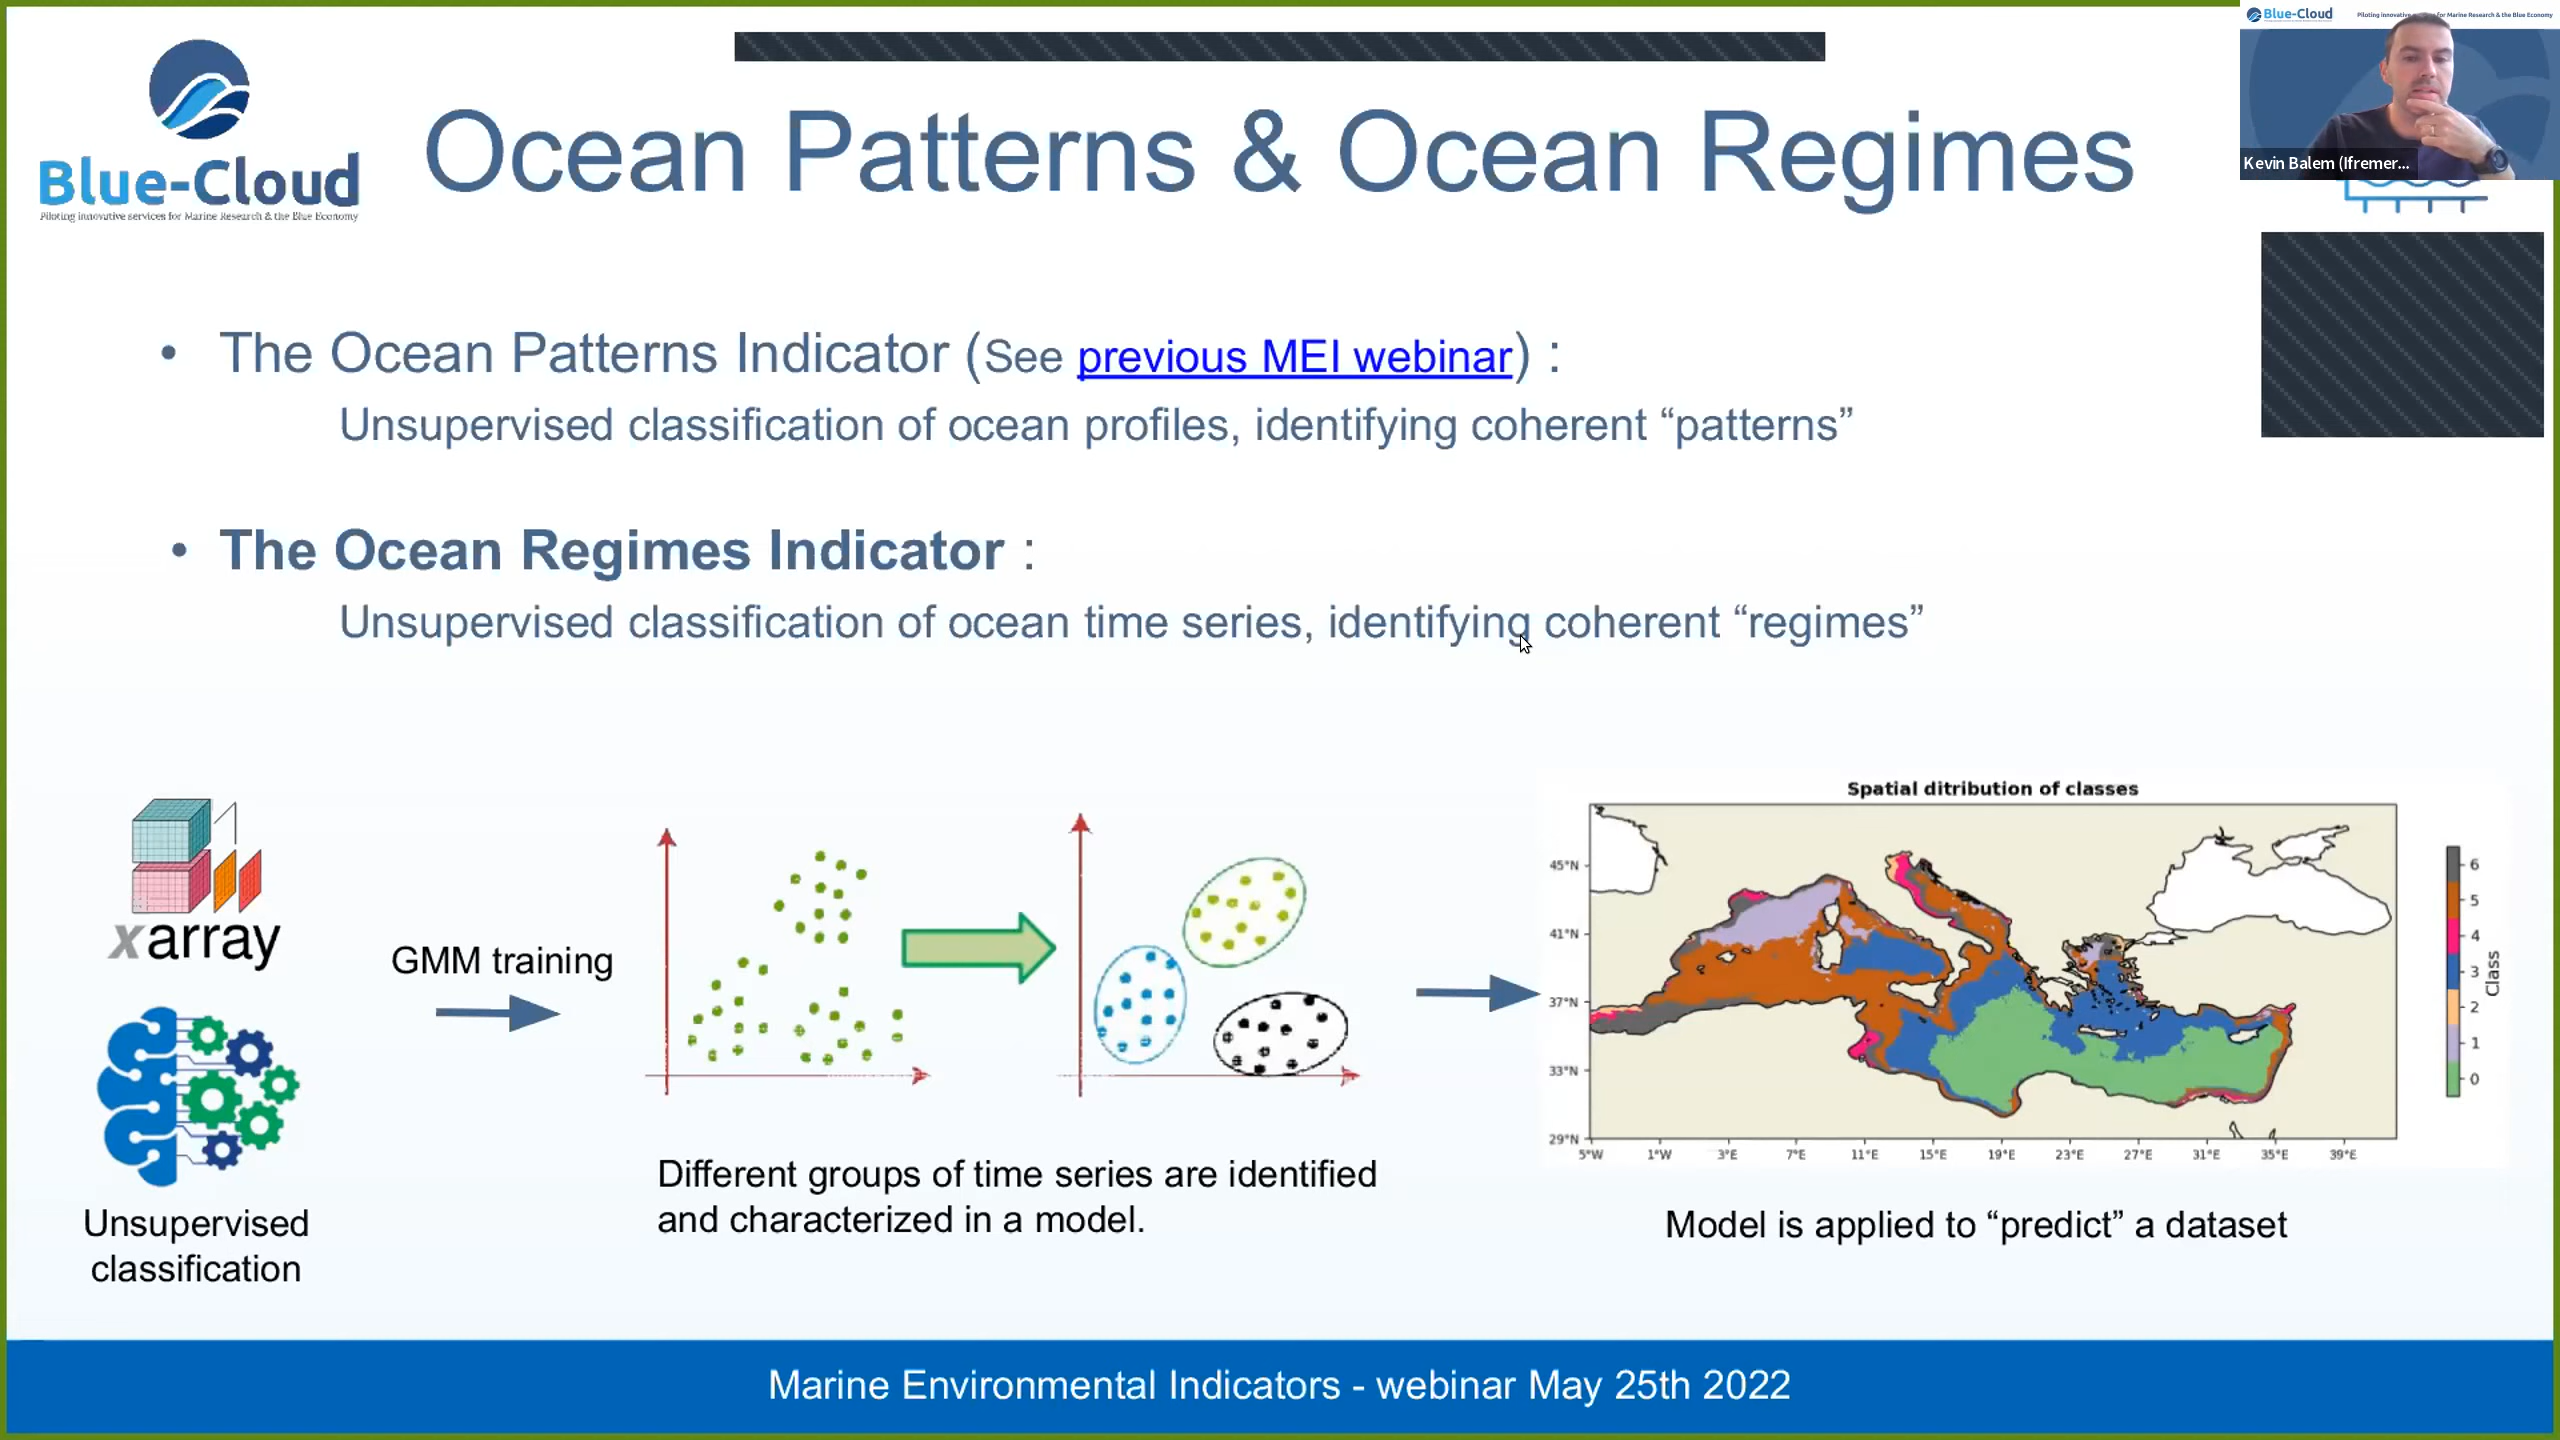 Blue-Cloud
Piloting innovative services for Marine Research & the Blue Economy
Ocean Patterns & Ocean Regimes
Blue-Cloud
Kevin Balem (Ifremer...
• The Ocean Patterns Indicator (See previous MEI webinar) :
Unsupervised classification of ocean profiles, identifying coherent “patterns”
• The Ocean Regimes Indicator :
Unsupervised classification of ocean time series, identifying coherent “regimes”
xarray
Unsupervised
classification
GMM training
Different groups of time series are identified
and characterized in a model.
Spatial ditribution of classes
45°N
41°N
37°N
33°N
29°N
5°W 1°W 3°E 7°E 11°E 15°E 19°E 23°E 27°E 31°E 35°E 39°E
6
5
4
3
2
1
0
Class
Model is applied to “predict” a dataset
Marine Environmental Indicators - webinar May 25th 2022